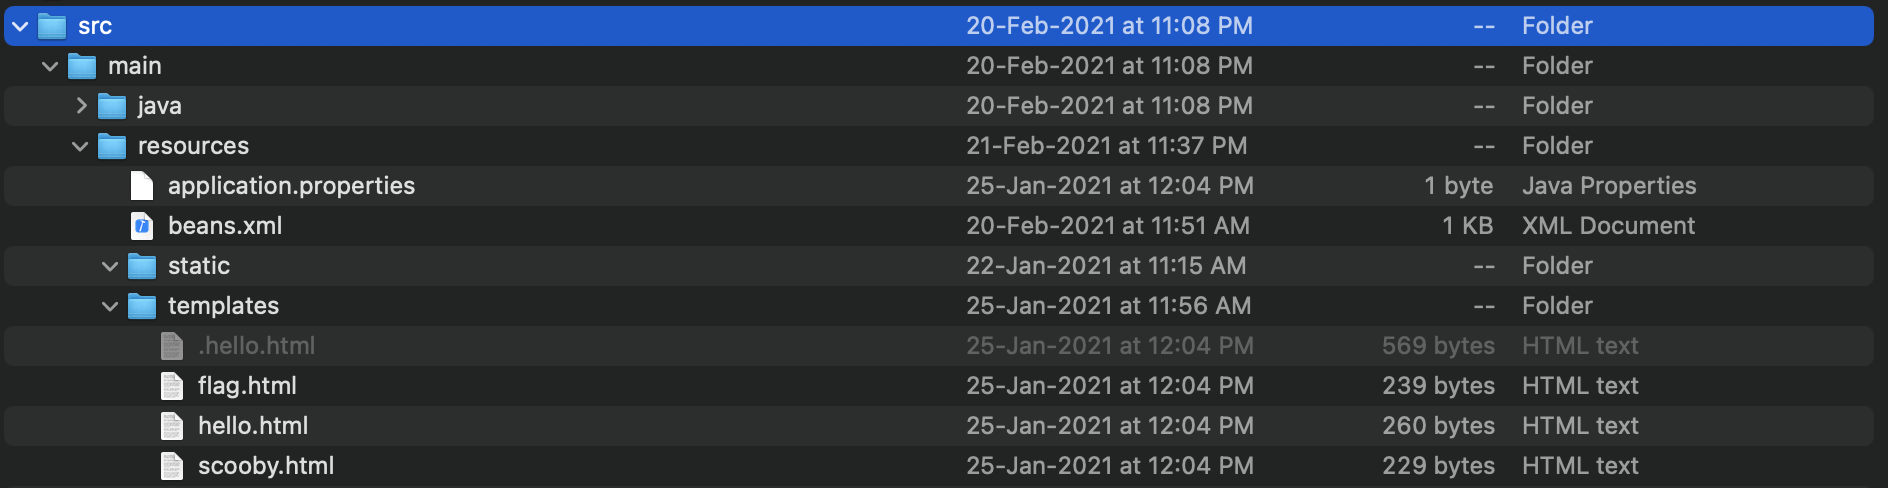 src 20-Feb-2021 at 11:08 PM -- Folder
main 20-Feb-2021 at 11:08 PM -- Folder
java 20-Feb-2021 at 11:08 PM -- Folder
resources 21-Feb-2021 at 11:37 PM -- Folder
application.properties 25-Jan-2021 at 12:04 PM 1 byte Java Properties
beans.xml 20-Feb-2021 at 11:51 AM 1 KB XML Document
static 22-Jan-2021 at 11:15 AM -- Folder
templates 25-Jan-2021 at 11:56 AM -- Folder
.hello.html 25-Jan-2021 at 12:04 PM 569 bytes HTML text
flag.html 25-Jan-2021 at 12:04 PM 239 bytes HTML text
hello.html 25-Jan-2021 at 12:04 PM 260 bytes HTML text
scooby.html 25-Jan-2021 at 12:04 PM 229 bytes HTML text